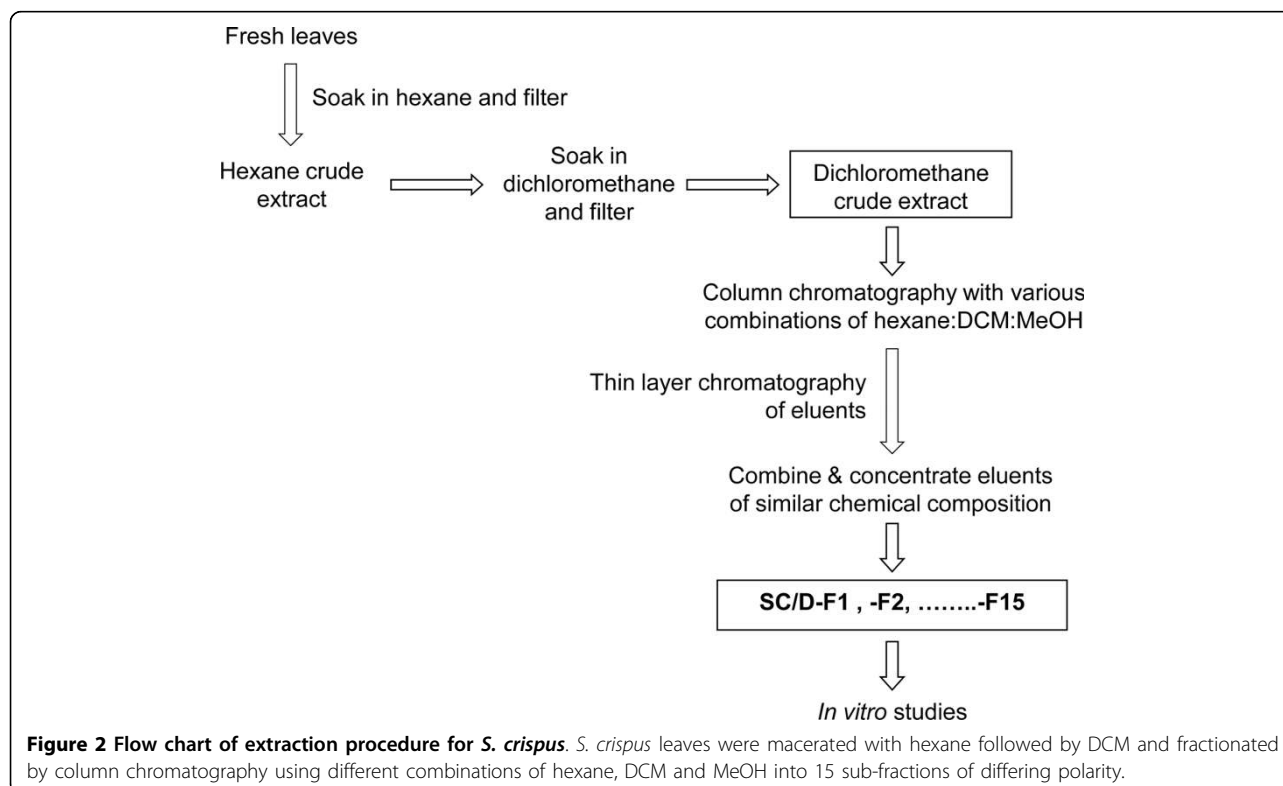 Fresh leaves
Soak in hexane and filter
Hexane crude
extract
Soak in
dichloromethane
and filter
Dichloromethane
crude extract
Column chromatography with various
combinations of hexane:DCM:MeOH
Thin layer chromatography
of eluents
Combine & concentrate eluents
of similar chemical composition
SC/D-F1 , -F2, ……..-F15
In vitro studies
Figure 2 Flow chart of extraction procedure for S. crispus. S. crispus leaves were macerated with hexane followed by DCM and fractionated
by column chromatography using different combinations of hexane, DCM and MeOH into 15 sub-fractions of differing polarity.